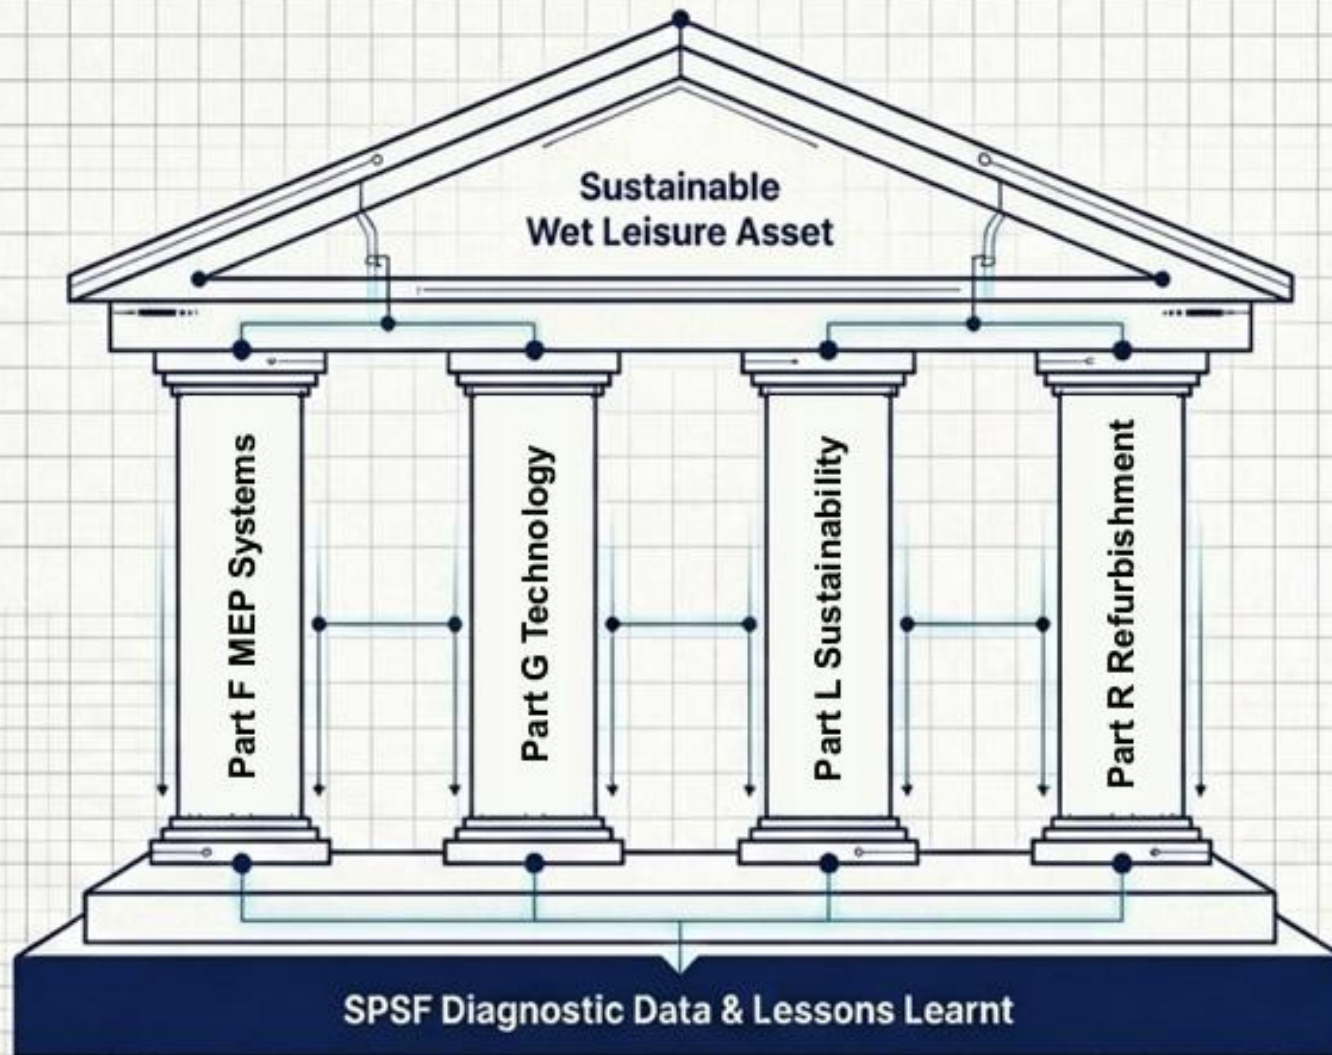 Sustainable
Wet Leisure Asset
Part F MEP Systems
Part G Technology
Part L Sustainability
Part R Refurbishment
SPSF Diagnostic Data & Lessons Learnt